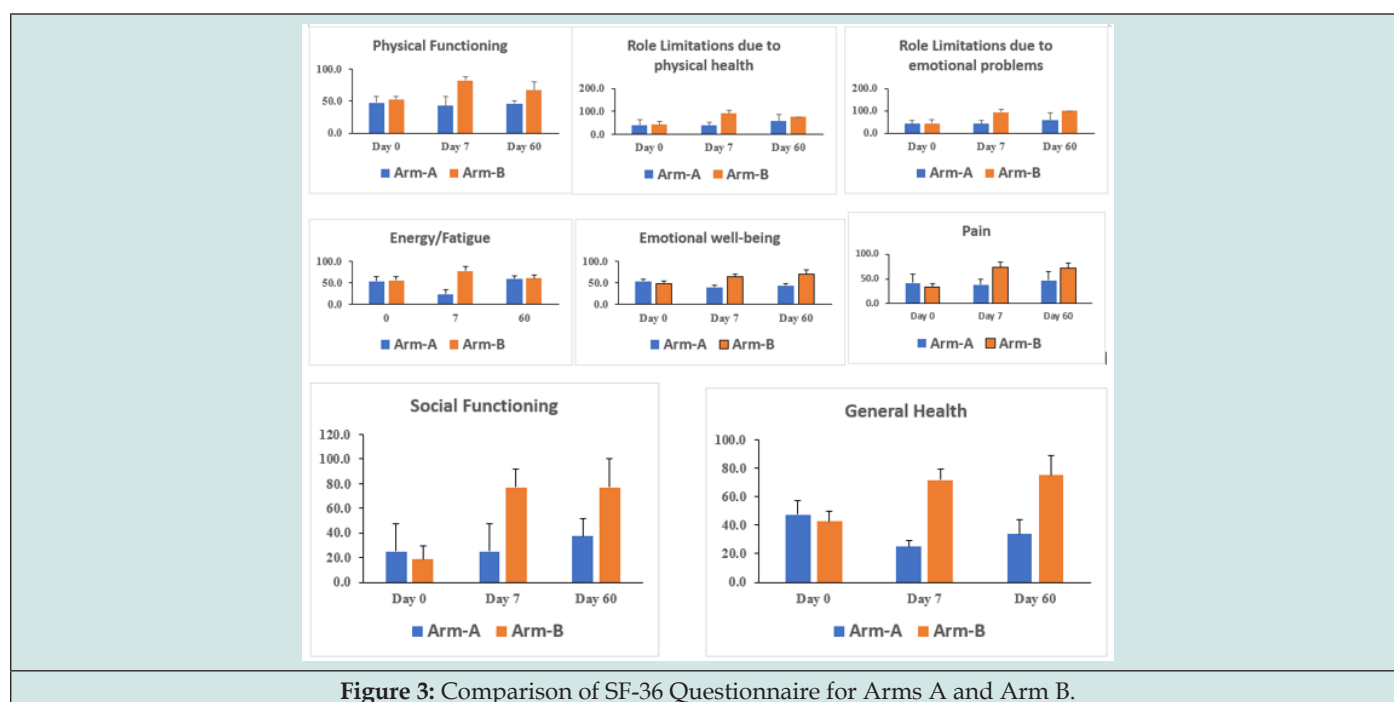 Physical Functioning
100.0
50.0
0.0
Day 0 Day 7 Day 60
Arm-A Arm-B
Role Limitations due to
physical health
200.0
100.0
0.0
Day 0 Day 7 Day 60
Arm-A Arm-B
Role Limitations due to
emotional problems
200.0
100.0
0.0
Day 0 Day 7 Day 60
Arm-A Arm-B
Energy/Fatigue
100.0
50.0
0.0
0 7 60
Arm-A Arm-B
Emotional well-being
100.0
50.0
0.0
Day 0 Day 7 Day 60
Arm-A Arm-B
Pain
100.0
50.0
0.0
Day 0 Day 7 Day 60
Arm-A Arm-B
Social Functioning
120.0
100.0
80.0
60.0
40.0
20.0
0.0
Day 0 Day 7 Day 60
Arm-A Arm-B
General Health
100.0
80.0
60.0
40.0
20.0
0.0
Day 0 Day 7 Day 60
Arm-A Arm-B
Figure 3: Comparison of SF-36 Questionnaire for Arms A and Arm B.